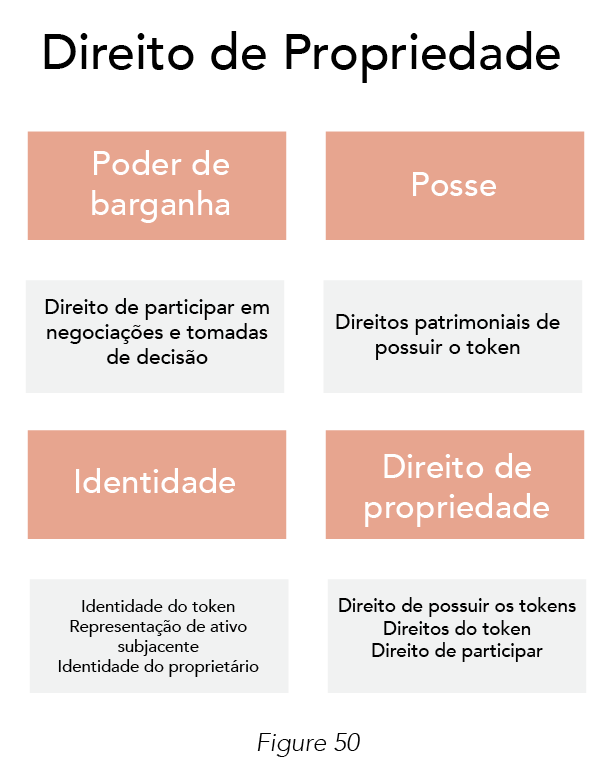 Direito de Propriedade
Poder de
barganha
Posse
Direito de participar em
negociações e tomadas
de decisão
Direitos patrimoniais de
possuir o token
Identidade
Direito de
propriedade
Identidade do token
Representação de ativo
subjacente
Identidade do proprietário
Direito de possuir os tokens
Direitos do token
Direito de participar
Figure 50